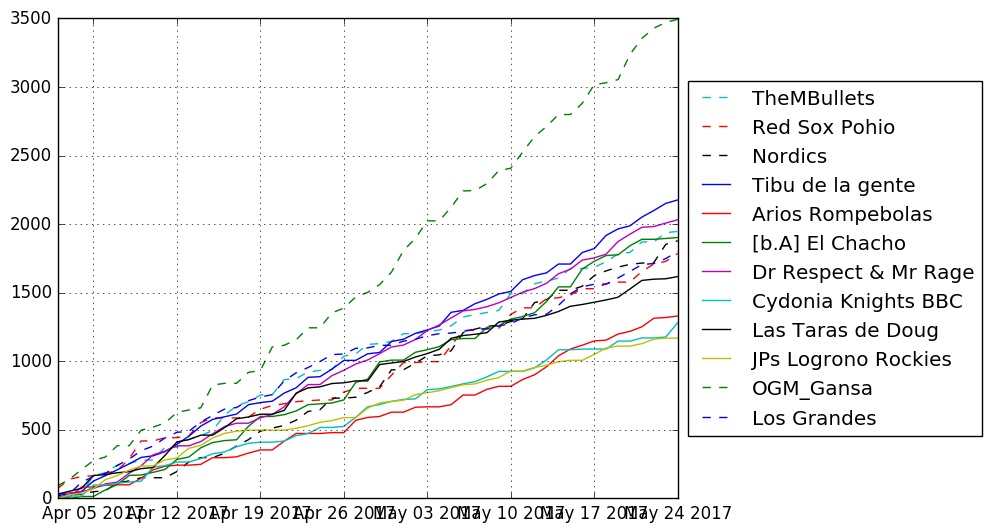 3500
3000
2500
2000
1500
1000
500
0
Apr 05 2017
Apr 12 2017
Apr 19 2017
Apr 26 2017
May 03 2017
May 10 2017
May 17 2017
May 24 2017
TheMBullets
Red Sox Pohio
Nordics
Tibu de la gente
Arios Rompebolas
[b.A] El Chacho
Dr Respect & Mr Rage
Cydonia Knights BBC
Las Taras de Doug
JPs Logrono Rockies
OGM_Gansa
Los Grandes